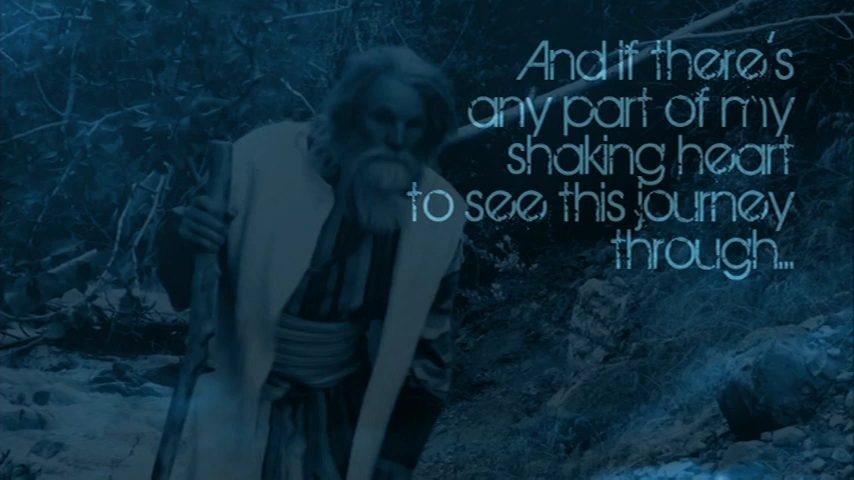 And if there's
any part of my
shaking heart
to see this journey
through...